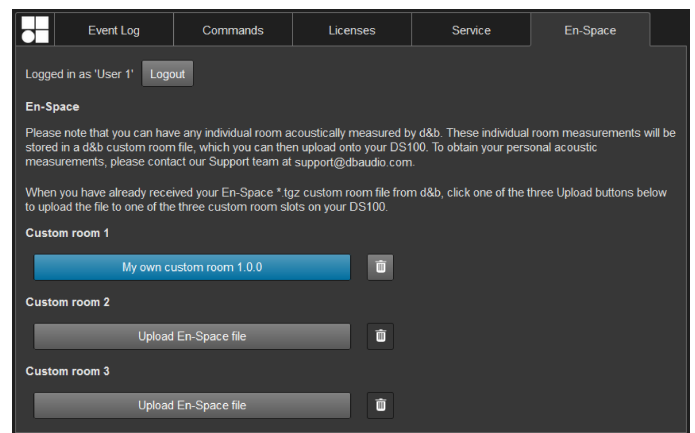 Event Log Commands Licenses Service En-Space
Logged in as 'User 1' Logout
En-Space
Please note that you can have any individual room acoustically measured by d&b. These individual room measurements will be
stored in a d&b custom room file, which you can then upload onto your DS100. To obtain your personal acoustic
measurements, please contact our Support team at support@dbaudio.com.
When you have already received your En-Space *.tgz custom room file from d&b, click one of the three Upload buttons below
to upload the file to one of the three custom room slots on your DS100.
Custom room 1
My own custom room 1.0.0
Custom room 2
Upload En-Space file
Custom room 3
Upload En-Space file